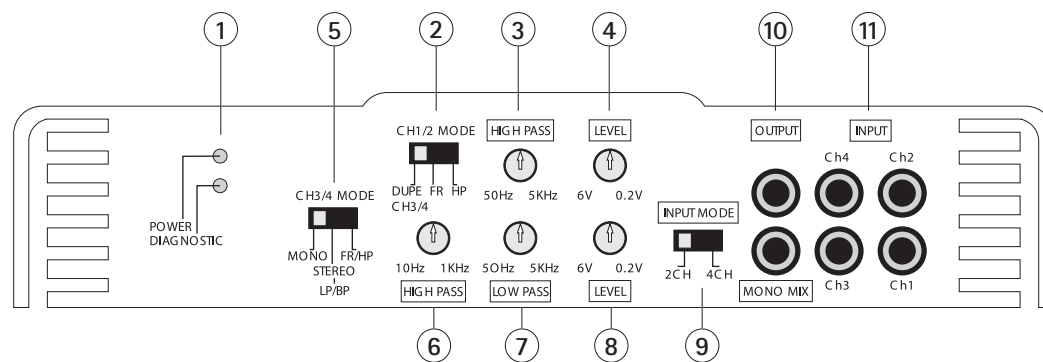 1 5 2 3 4 10 11
CH1/2 MODE HIGH PASS LEVEL OUTPUT INPUT
Ch4 Ch2
DUPE FR HP 50Hz 5KHz 6V 0.2V
CH3/4
CH3/4 MODE
INPUT MODE
POWER
DIAGNOSTIC
MONO FR/HP
STEREO
LP/BP
10Hz 1KHz 5OHz 5KHz 6V 0.2V
2CH 4CH
Ch3 Ch1
HIGH PASS LOW PASS LEVEL MONO MIX
6 7 8 9